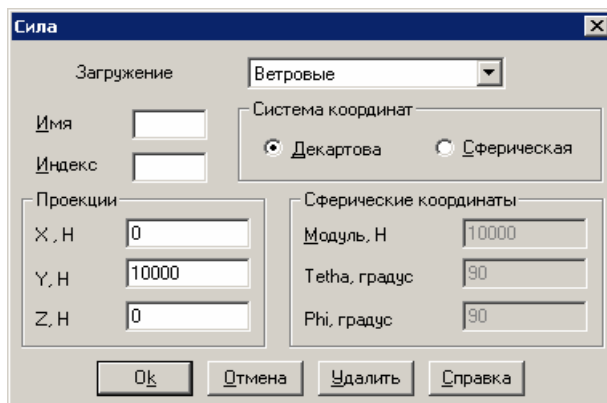 Сила
Загружение Ветровые
Имя
Индекс
Система координат
Декартова Сферическая
Проекции
X , Н 0
Y, Н 10000
Z, Н 0
Сферические координаты
Модуль, Н 10000
Tetha, градус 90
Phi, градус 90
Ok Отмена Удалить Справка